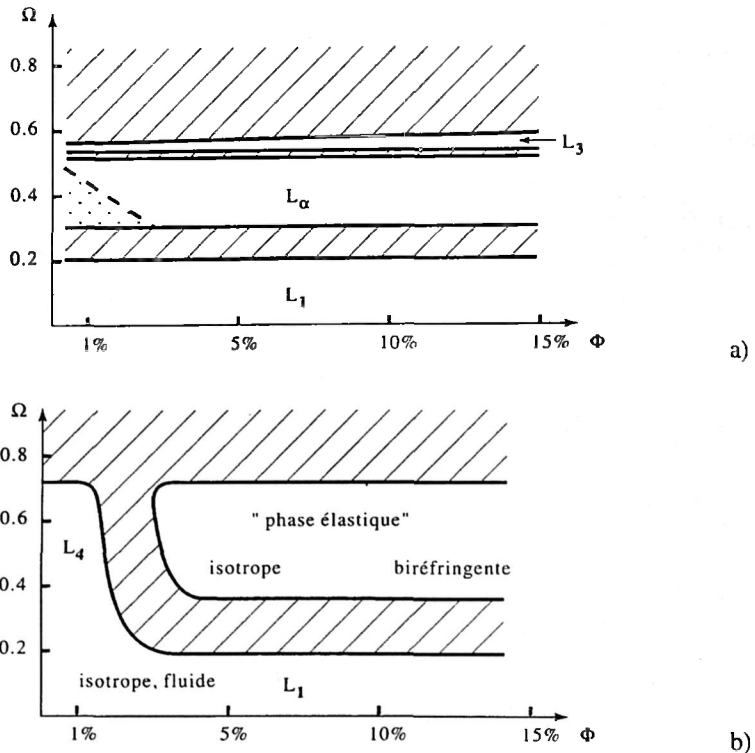 Ω
0.8
0.6
L₃
0.4
Lα
0.2
L₁
1%
5%
10%
15%
Φ
a)
Ω
0.8
0.6
" phase élastique"
L₄
isotrope
biréfringente
0.4
0.2
isotrope, fluide
L₁
1%
5%
10%
15%
Φ
b)